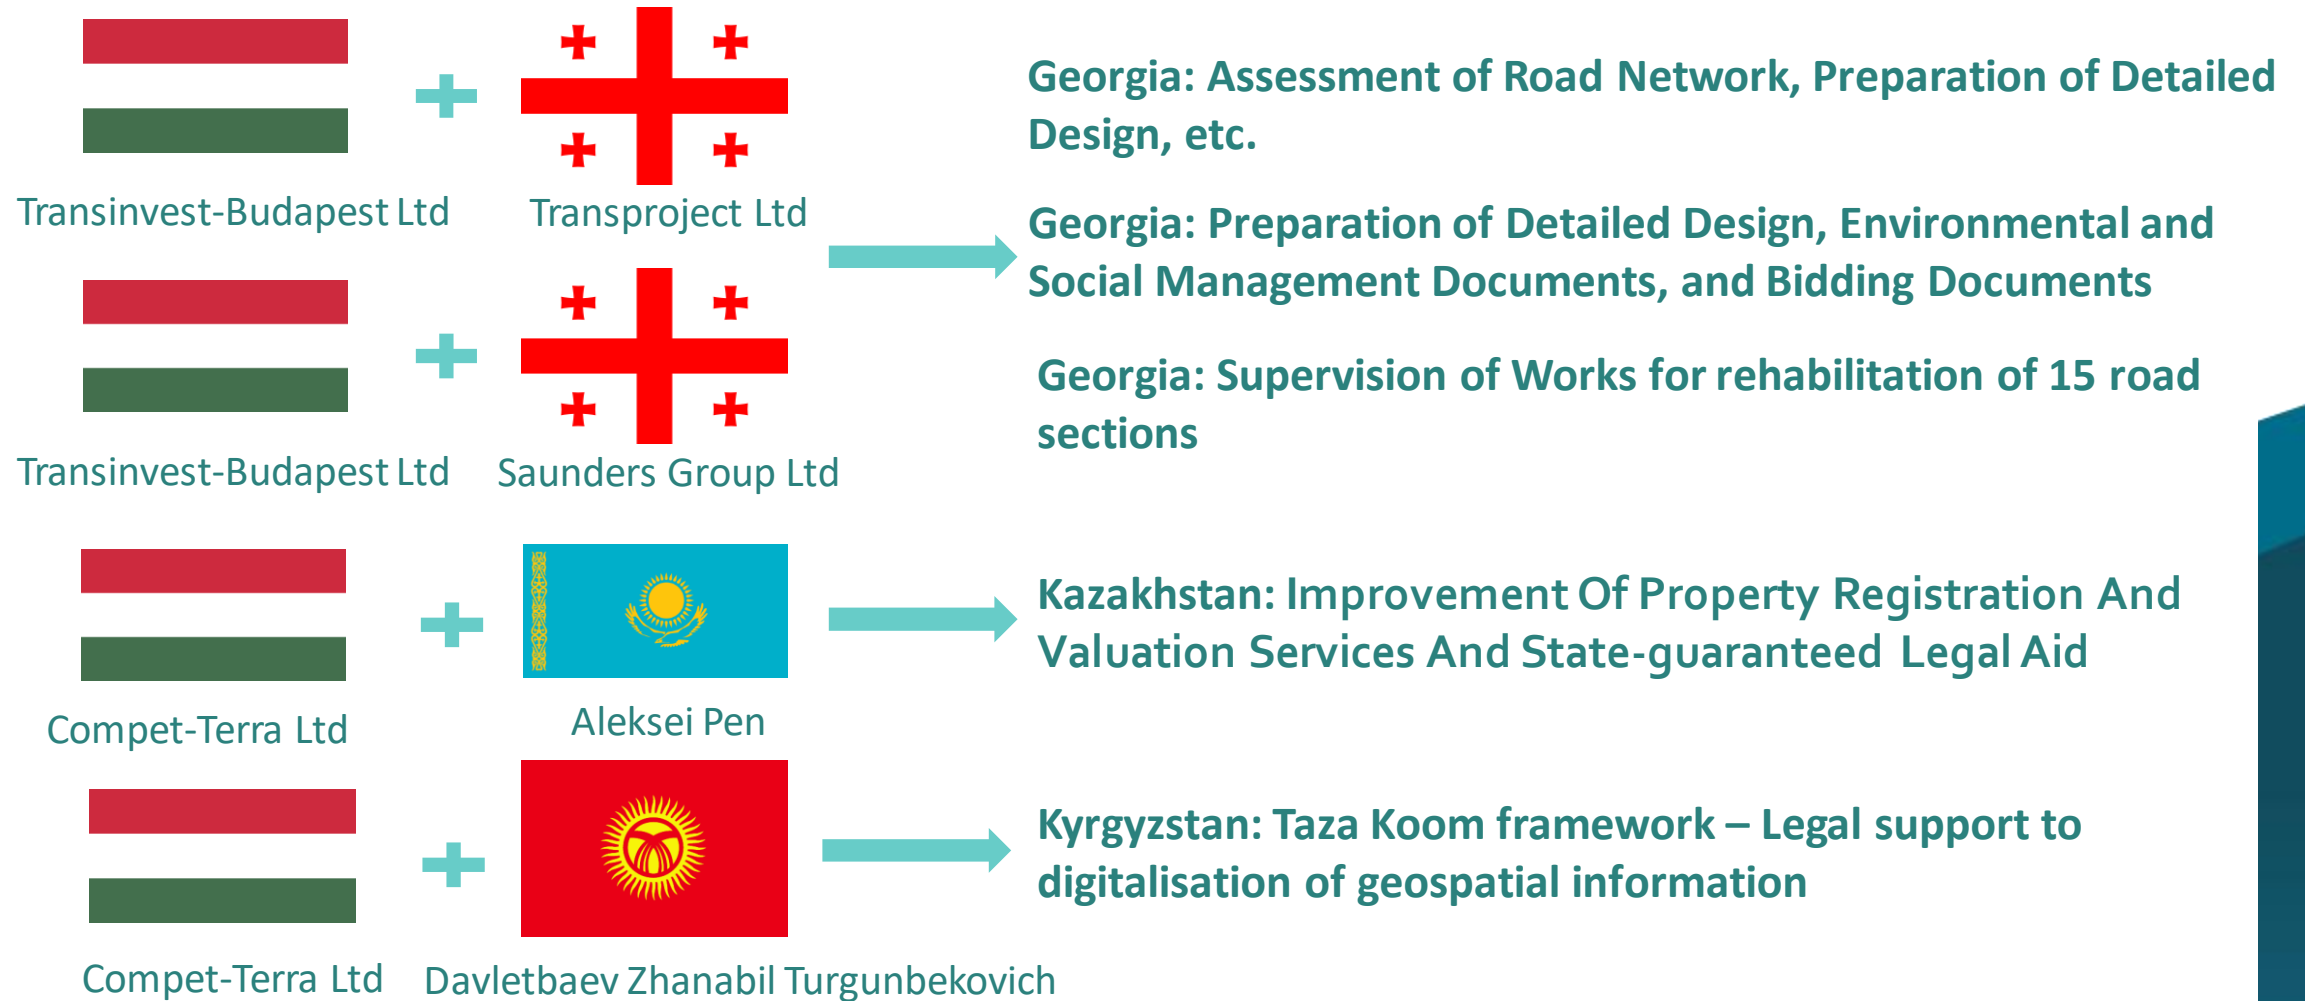 Transinvest-Budapest Ltd
Transproject Ltd
Georgia: Assessment of Road Network, Preparation of Detailed
Design, etc.
Georgia: Preparation of Detailed Design, Environmental and
Social Management Documents, and Bidding Documents
Transinvest-Budapest Ltd
Saunders Group Ltd
Georgia: Supervision of Works for rehabilitation of 15 road
sections
Compet-Terra Ltd
Aleksei Pen
Kazakhstan: Improvement Of Property Registration And
Valuation Services And State-guaranteed Legal Aid
Compet-Terra Ltd
Davletbaev Zhanabil Turgunbekovich
Kyrgyzstan: Taza Koom framework – Legal support to
digitalisation of geospatial information